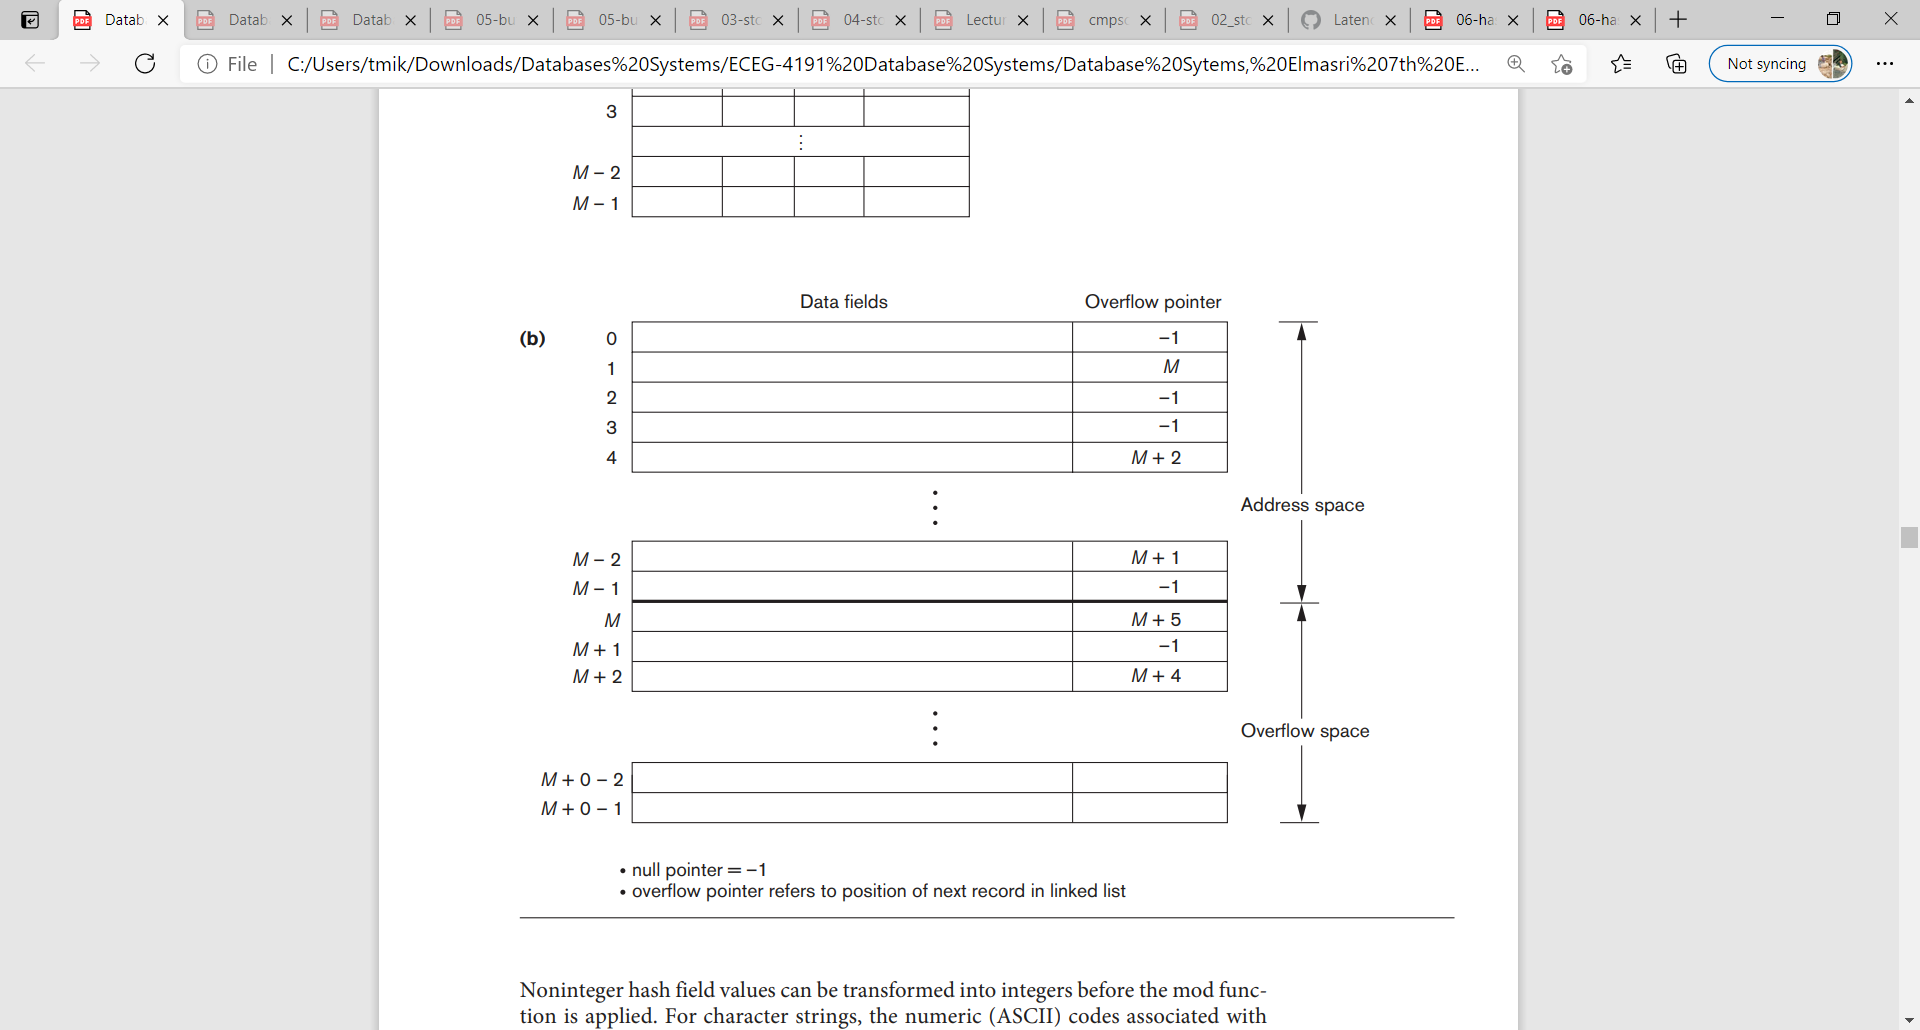 Datab
Datab
Datab
05-bu
05-bu
03-sto
04-sto
Lectur
cmpsc
02_sto
Laten
06-ha
06-ha
File
C:/Users/tmik/Downloads/Databases%20Systems/ECEG-4191%20Database%20Systems/Database%20Sytems,%20Elmasri%207th%20E...
Not syncing
3
M – 2
M – 1
Data fields Overflow pointer
(b) 0 –1
1 M
2 –1
3 –1
4 M + 2
Address space
M – 2 M + 1
M – 1 –1
M M + 5
M + 1 –1
M + 2 M + 4
Overflow space
M + 0 – 2
M + 0 – 1
• null pointer = –1
• overflow pointer refers to position of next record in linked list
Noninteger hash field values can be transformed into integers before the mod func-
tion is applied. For character strings, the numeric (ASCII) codes associated with